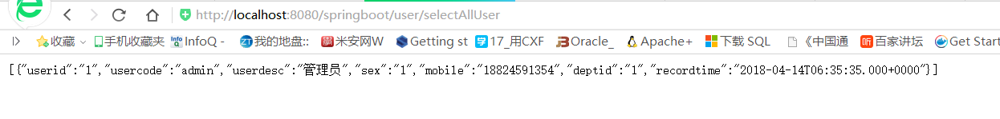 http://localhost:8080/springboot/user/selectAllUser
收藏 手机收藏夹 InfoQ - 我的地盘:: 米安网W Getting st 17_用CXF Oracle_ Apache+ 下载 SQL 《中国通 百家讲坛 Get Start
[{"userid":"1","usercode":"admin","userdesc":"管理员","sex":"1","mobile":"18824591354","deptid":"1","recordtime":"2018-04-14T06:35:35.000+0000"}]